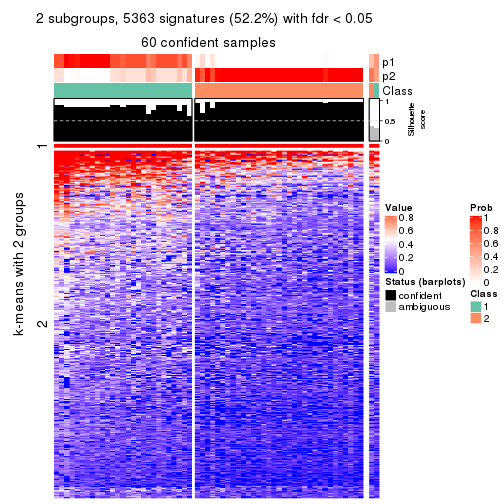 2 subgroups, 5363 signatures (52.2%) with fdr < 0.05
60 confident samples
p1
p2
Class
1
0.5
0
Silhouette
score
1
2
k-means with 2 groups
Value
0.8
0.6
0.4
0.2
0
Prob
1
0.8
0.6
0.4
0.2
0
Status (barplots)
confident
ambiguous
Class
1
2